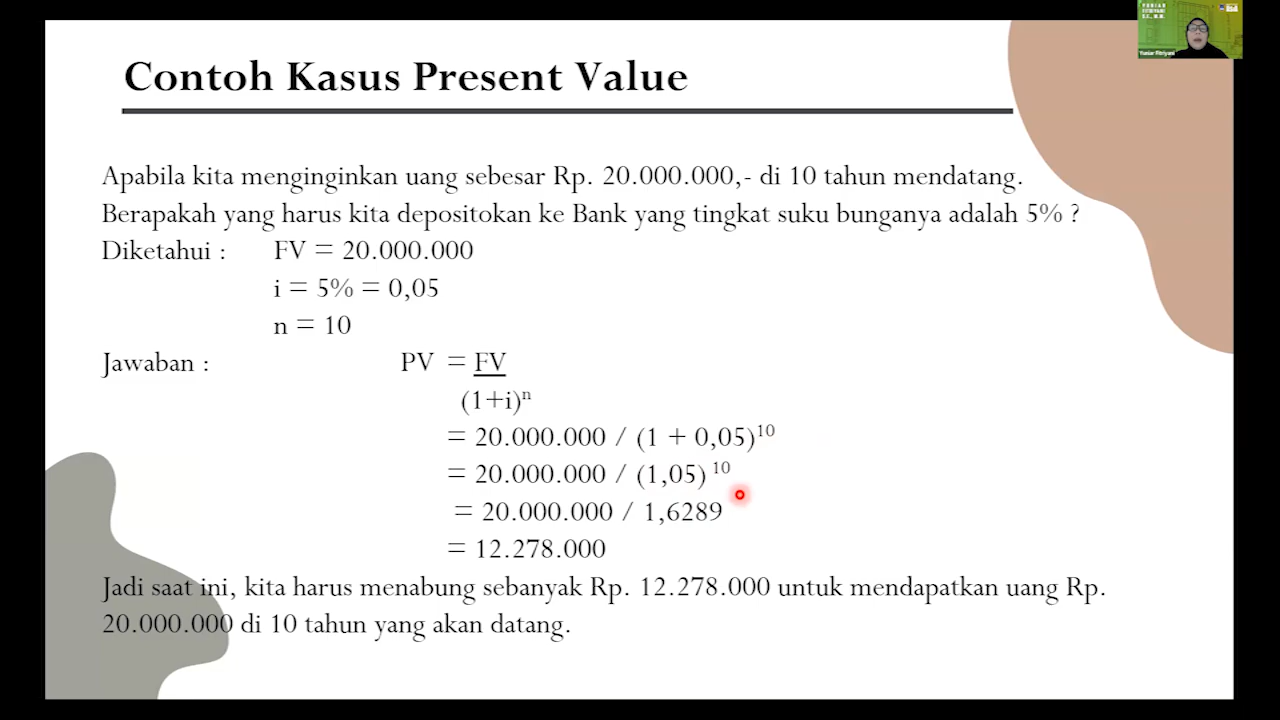 YUNIAR
FITRIYANI
S.E., M.M.
Yuniar Fitriyani
Contoh Kasus Present Value
Apabila kita menginginkan uang sebesar Rp. 20.000.000,- di 10 tahun mendatang.
Berapakah yang harus kita depositokan ke Bank yang tingkat suku bunganya adalah 5% ?
Diketahui : FV = 20.000.000
i = 5% = 0,05
n = 10
Jawaban : PV = FV
(1+i)ⁿ
= 20.000.000 / (1 + 0,05)¹⁰
= 20.000.000 / (1,05) ¹⁰
= 20.000.000 / 1,6289
= 12.278.000
Jadi saat ini, kita harus menabung sebanyak Rp. 12.278.000 untuk mendapatkan uang Rp.
20.000.000 di 10 tahun yang akan datang.